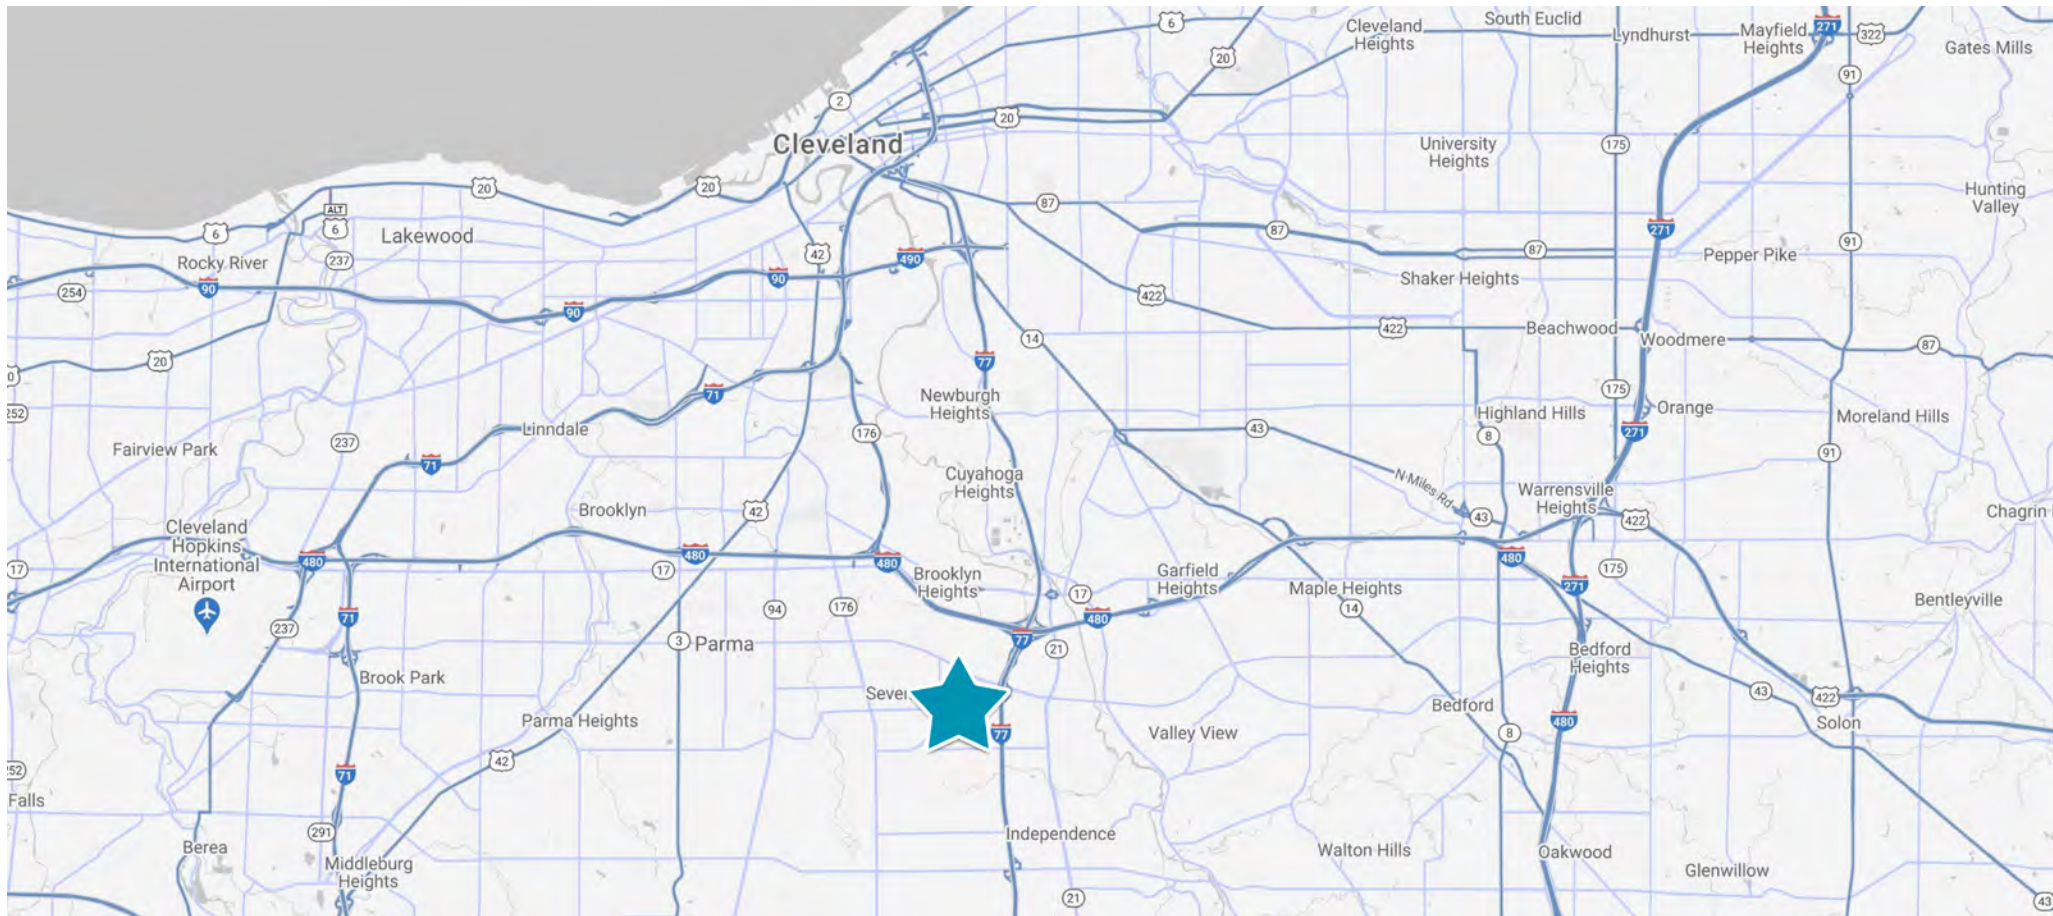 6
Cleveland
Heights
South Euclid
Lyndhurst
Mayfield
Heights
271
322
Gates Mills
20
91
2
20
Cleveland
175
University
Heights
20
20
87
Hunting
Valley
ALT
6
6
Lakewood
42
87
271
91
Rocky River
237
490
87
Pepper Pike
90
254
90
90
Shaker Heights
422
422
Beachwood
Woodmere
87
14
20
0
77
71
175
Newburgh
Heights
252
Highland Hills
Orange
Moreland Hills
Linndale
176
43
8
271
Fairview Park
237
71
91
Cuyahoga
Heights
N Miles Rd
Warrensville
Heights
Brooklyn
42
43
422
Chagrin
Cleveland
Hopkins
International
Airport
480
480
480
480
17
17
175
Brooklyn
Heights
Garfield
Heights
Maple Heights
271
17
94
176
14
Bentleyville
71
480
237
3
Parma
77
21
Bedford
Heights
Brook Park
Seve
43
422
Parma Heights
Bedford
480
Solon
77
Valley View
8
42
252
71
Falls
291
Independence
Berea
Middleburg
Heights
Walton Hills
Oakwood
Glenwillow
21
43